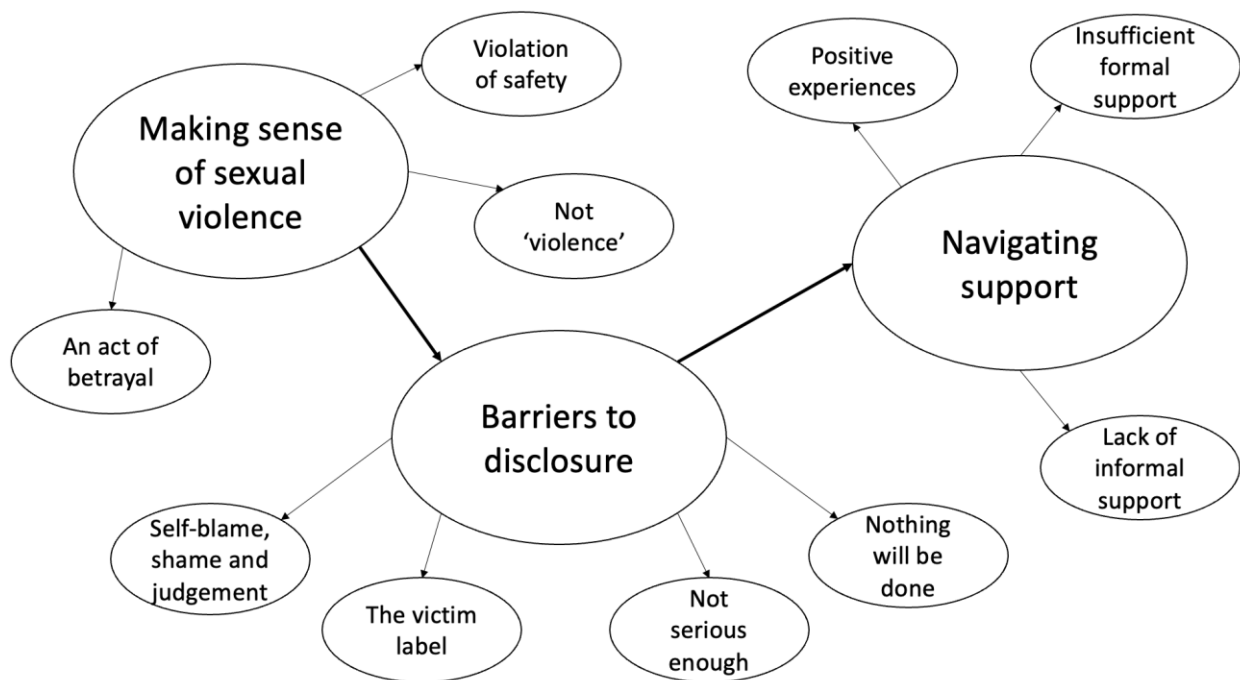 Making sense
of sexual
violence
Violation
of safety
Not
‘violence’
An act of
betrayal
Barriers to
disclosure
Self-blame,
shame and
judgement
The victim
label
Not
serious
enough
Nothing
will be
done
Navigating
support
Positive
experiences
Insufficient
formal
support
Lack of
informal
support